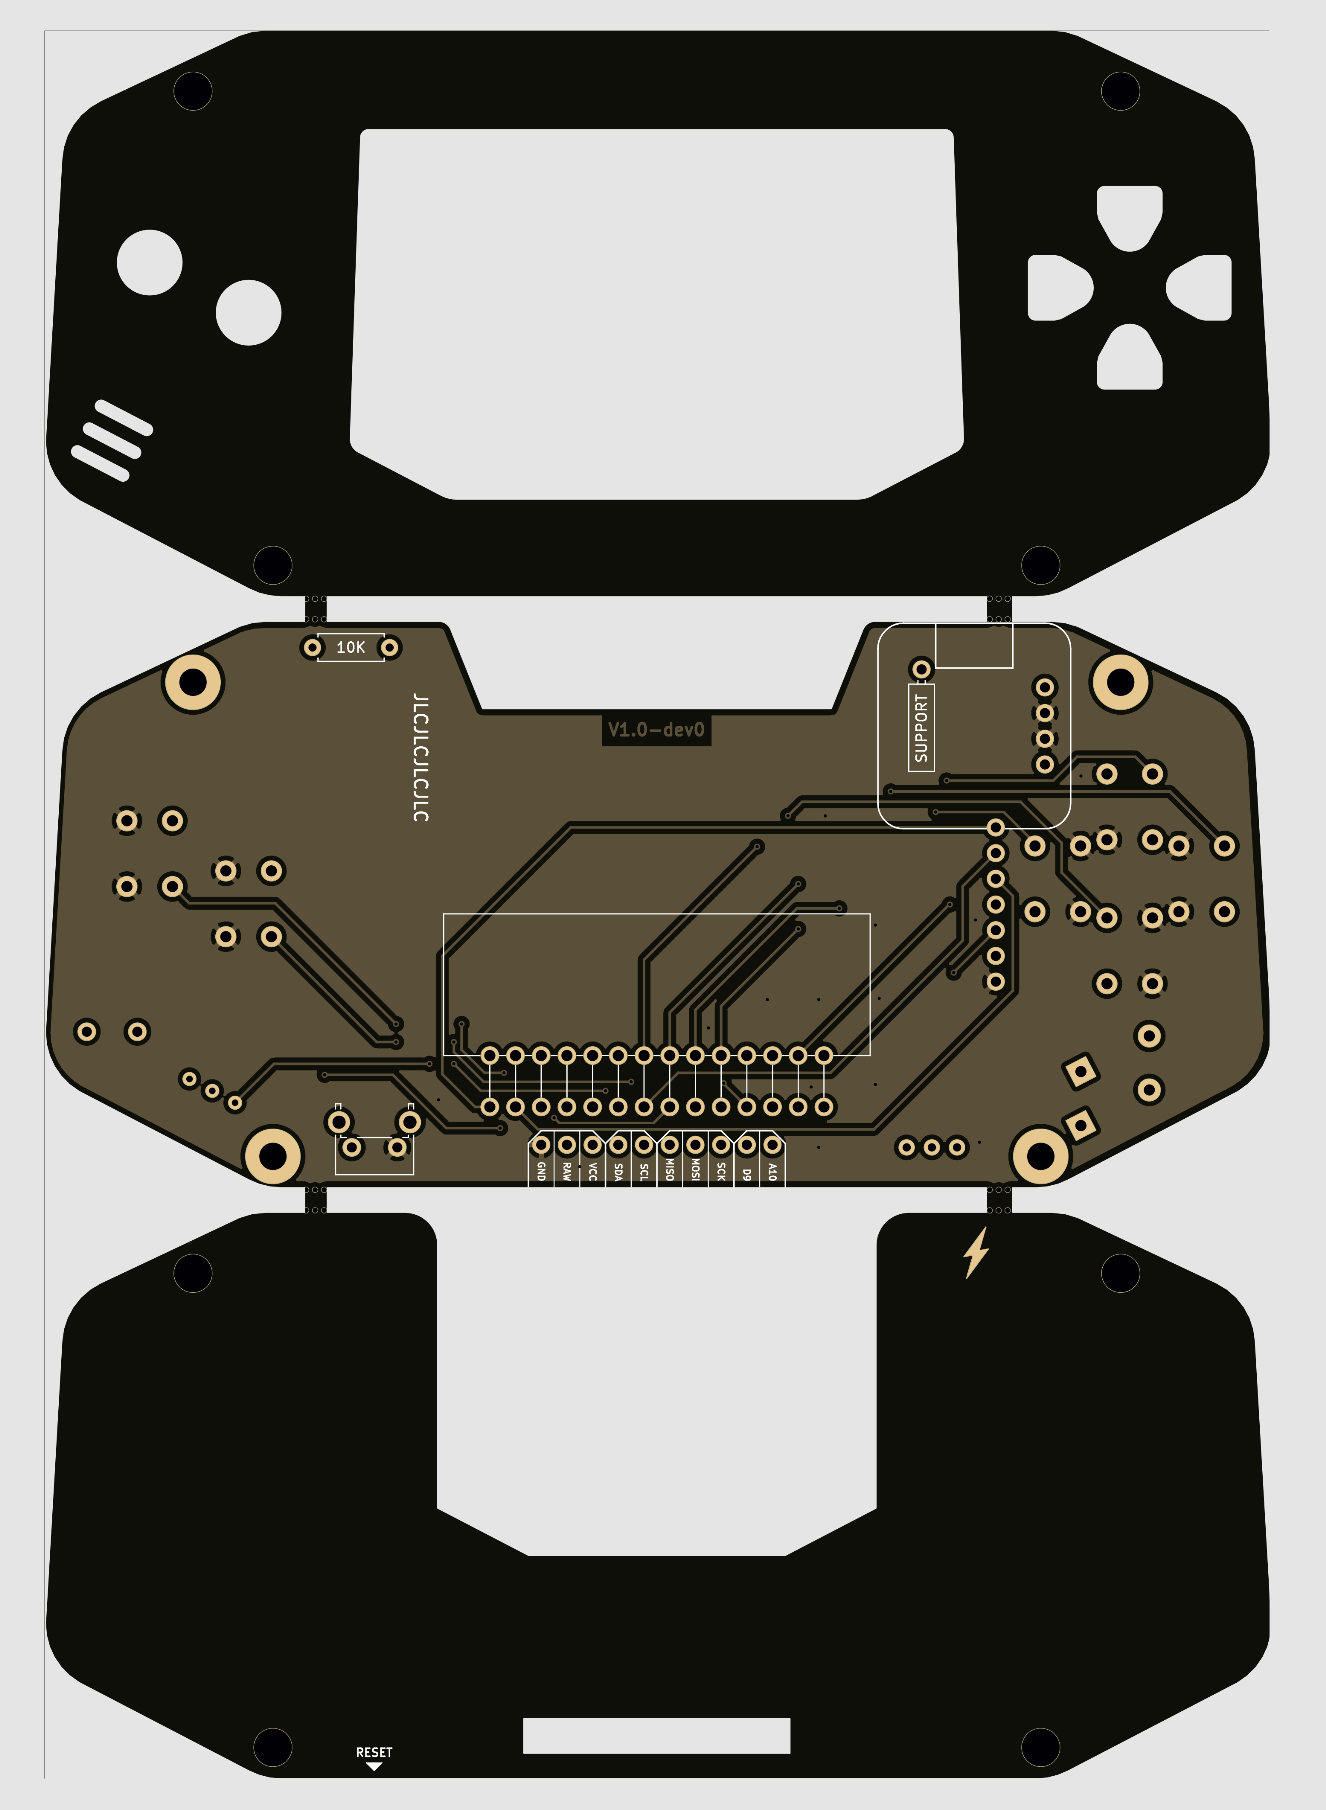 10K
JLCJLCJLCJLC
V1.0-dev0
SUPPORT
GND
RAW
VCC
SDA
SCL
MISO
MOSI
SCK
D9
A10
RESET